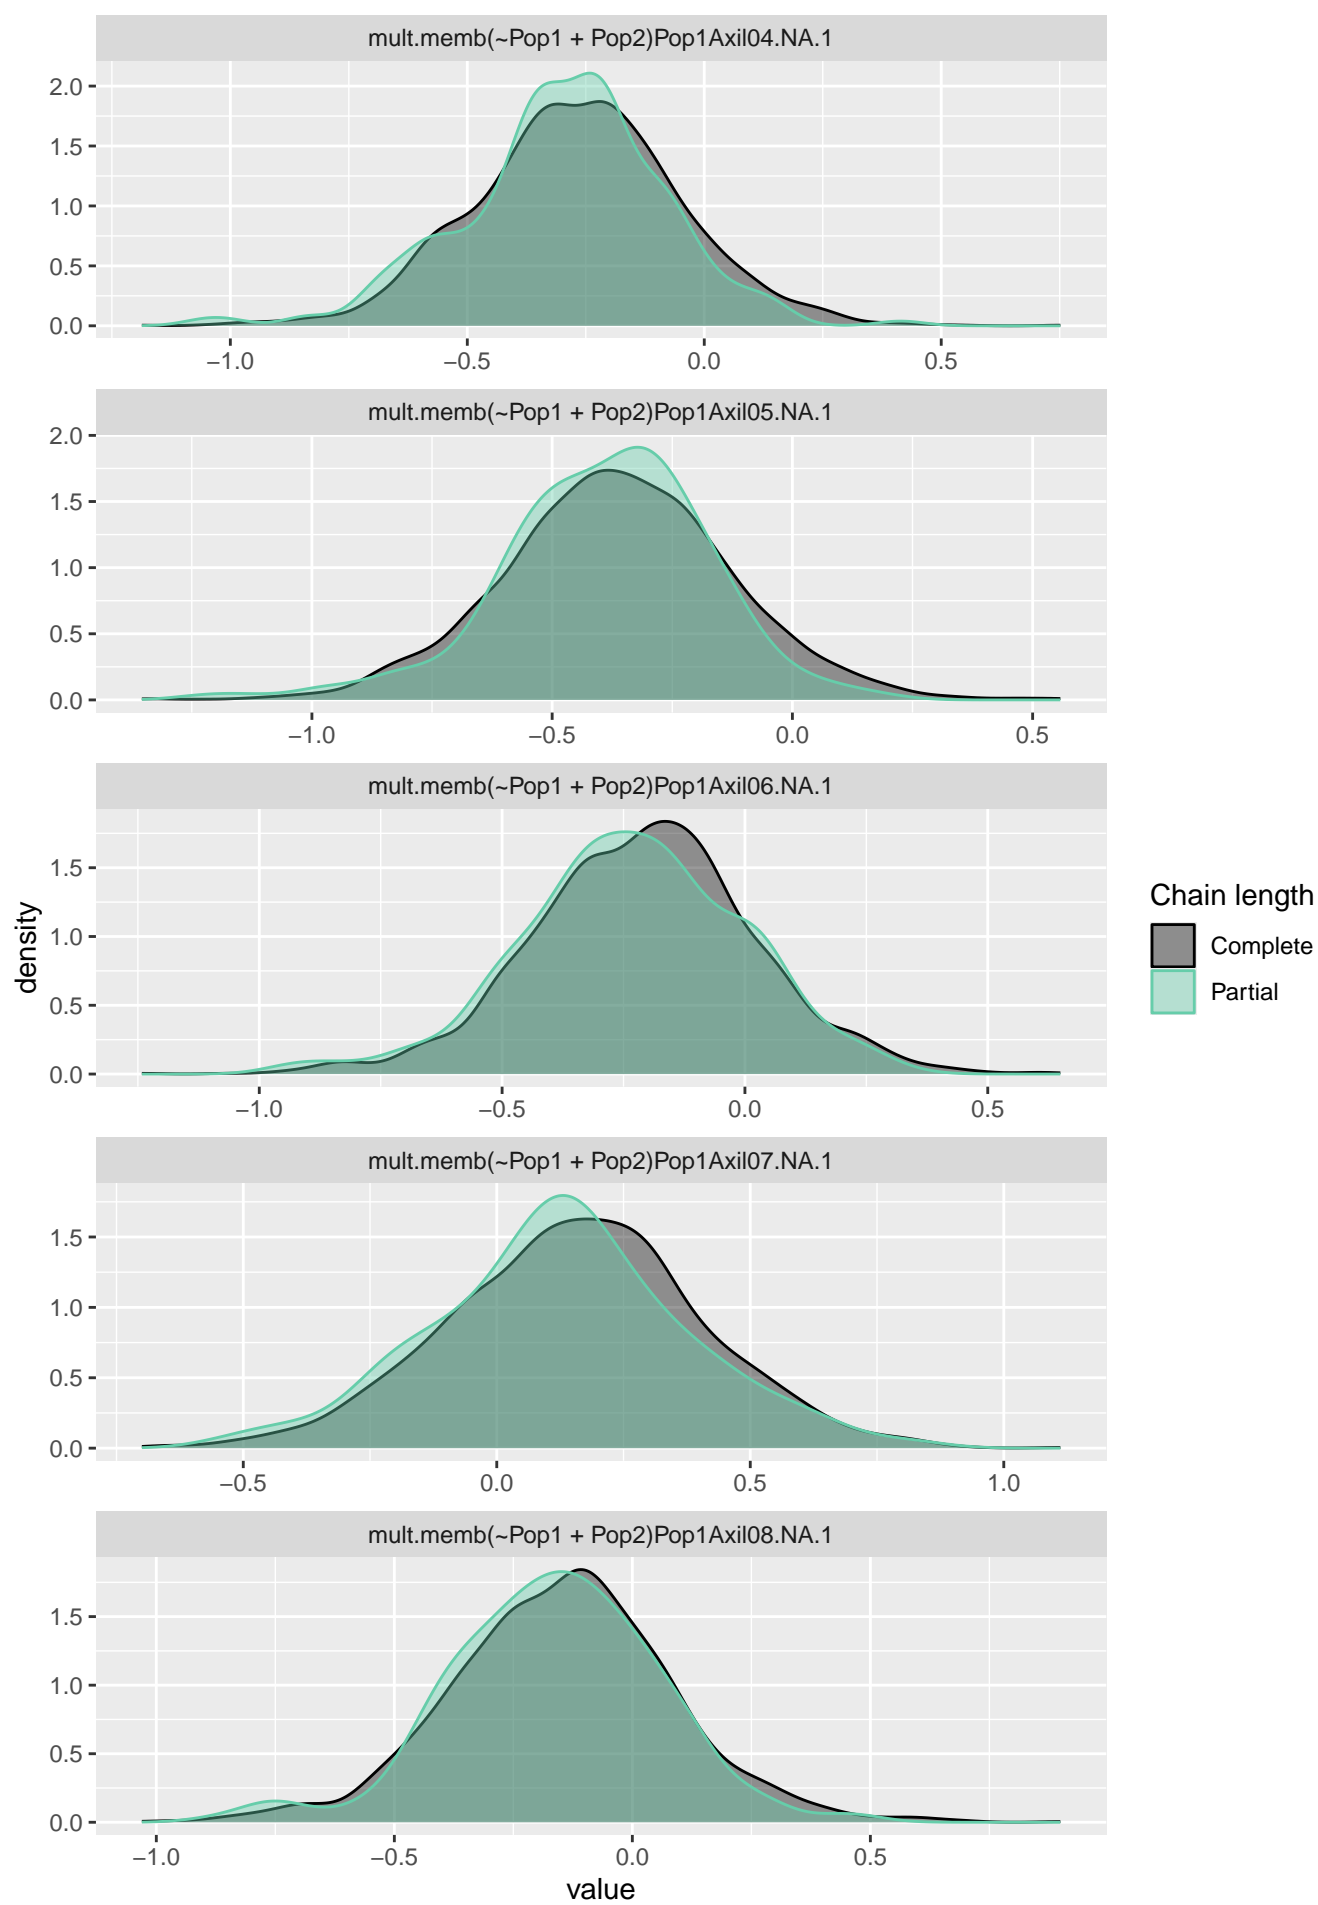 mult.memb(~Pop1 + Pop2)Pop1Axil04.NA.1
2.0
1.5
1.0
0.5
0.0
−1.0 −0.5 0.0 0.5
mult.memb(~Pop1 + Pop2)Pop1Axil05.NA.1
2.0
1.5
1.0
0.5
0.0
−1.0 −0.5 0.0 0.5
mult.memb(~Pop1 + Pop2)Pop1Axil06.NA.1
1.5
1.0
0.5
0.0
−1.0 −0.5 0.0 0.5
density
Chain length
Complete
Partial
mult.memb(~Pop1 + Pop2)Pop1Axil07.NA.1
1.5
1.0
0.5
0.0
−0.5 0.0 0.5 1.0
mult.memb(~Pop1 + Pop2)Pop1Axil08.NA.1
1.5
1.0
0.5
0.0
−1.0 −0.5 0.0 0.5
value